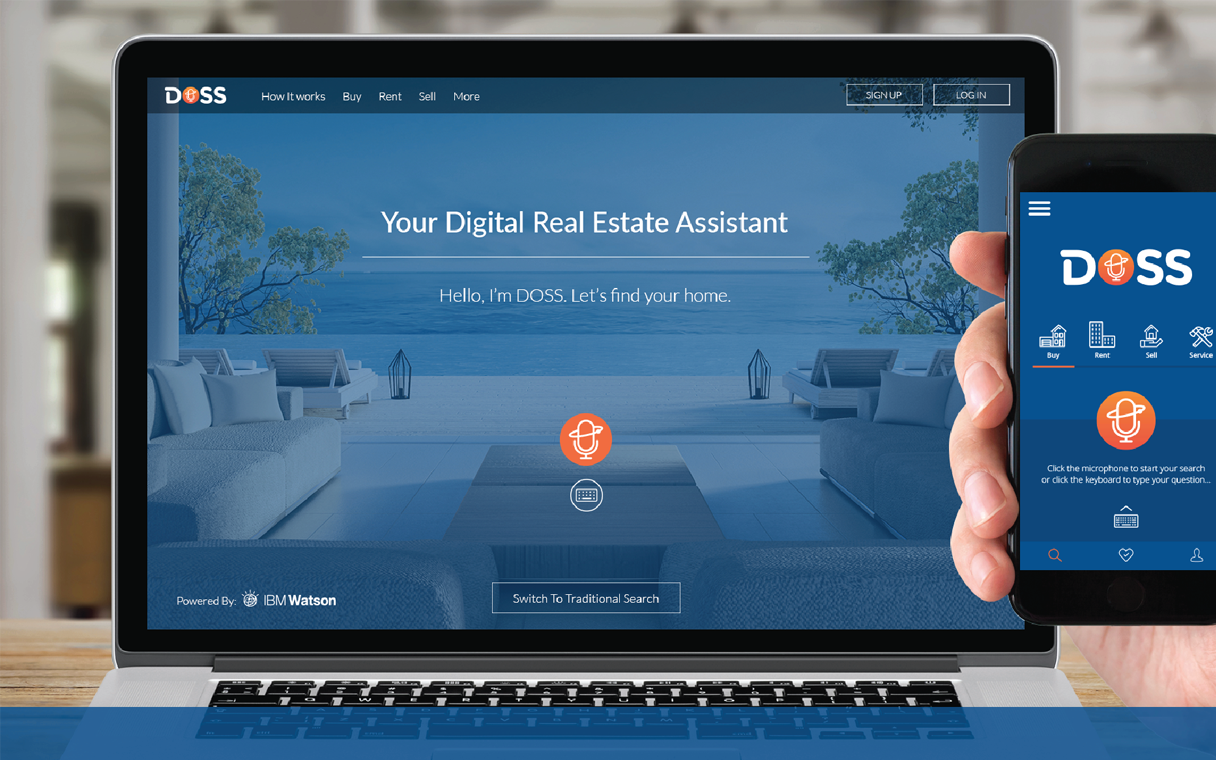 DOSS
How It works Buy Rent Sell More
SIGN UP LOG IN
Your Digital Real Estate Assistant
Hello, I'm DOSS. Let's find your home.
Powered By: IBM Watson
Switch To Traditional Search
DOSS
Buy Rent Sell Service
Click the microphone to start your search
or click the keyboard to type your question...